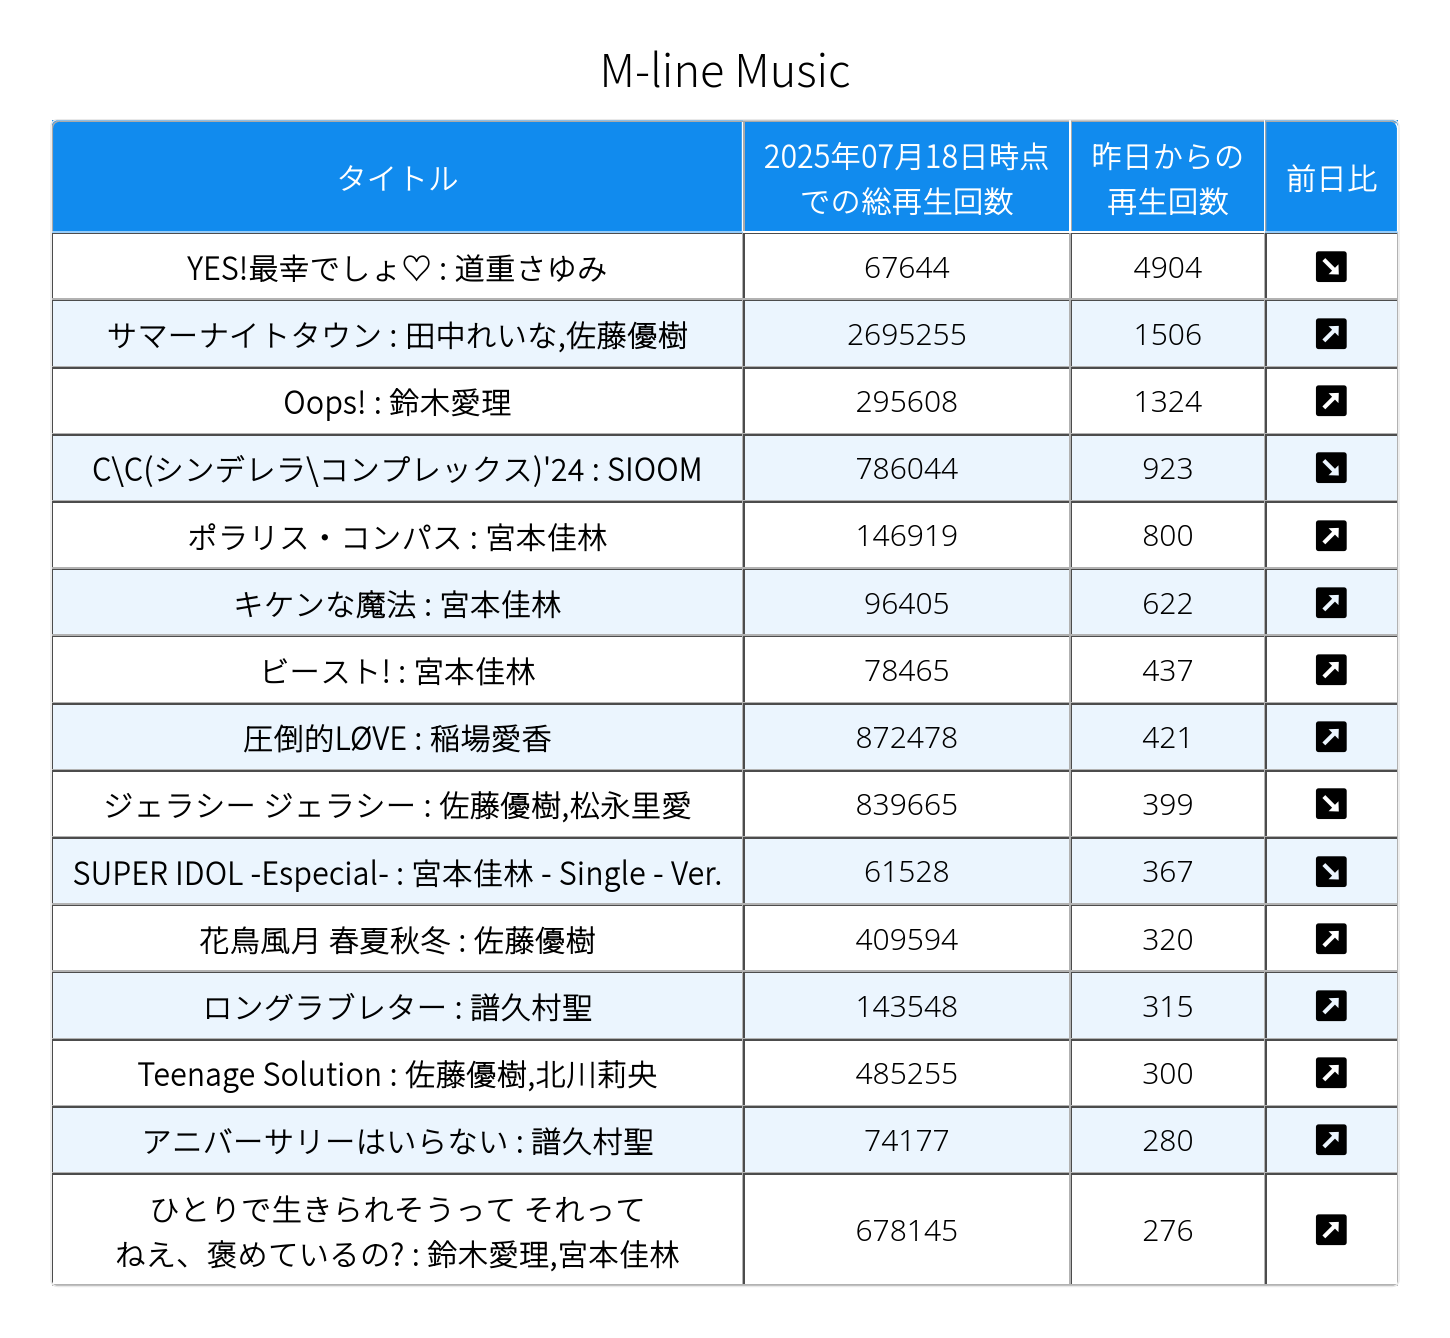 M-line Music
タイトル 2025年07月18日時点での総再生回数 昨日からの再生回数 前日比
YES!最幸でしょ♡ : 道重さゆみ 67644 4904
サマーナイトタウン : 田中れいな,佐藤優樹 2695255 1506
Oops! : 鈴木愛理 295608 1324
C\C(シンデレラ\コンプレックス)'24 : SIOOM 786044 923
ポラリス・コンパス : 宮本佳林 146919 800
キケンな魔法 : 宮本佳林 96405 622
ビースト! : 宮本佳林 78465 437
圧倒的LØVE : 稲場愛香 872478 421
ジェラシー ジェラシー : 佐藤優樹,松永里愛 839665 399
SUPER IDOL -Especial- : 宮本佳林 - Single - Ver. 61528 367
花鳥風月 春夏秋冬 : 佐藤優樹 409594 320
ロングラブレター : 譜久村聖 143548 315
Teenage Solution : 佐藤優樹,北川莉央 485255 300
アニバーサリーはいらない : 譜久村聖 74177 280
ひとりで生きられそうって それって
ねえ、褒めているの? : 鈴木愛理,宮本佳林 678145 276